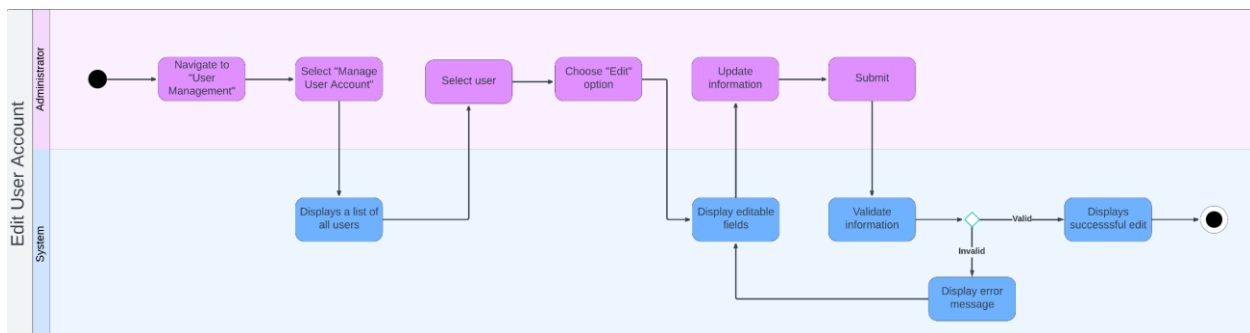 Edit User Account
Administrator
Navigate to
"User
Management"
Select "Manage
User Account"
Select user
Choose "Edit"
option
Update
information
Submit
System
Displays a list of
all users
Display editable
fields
Validate
information
Valid
Displays
successsful edit
Invalid
Display error
message